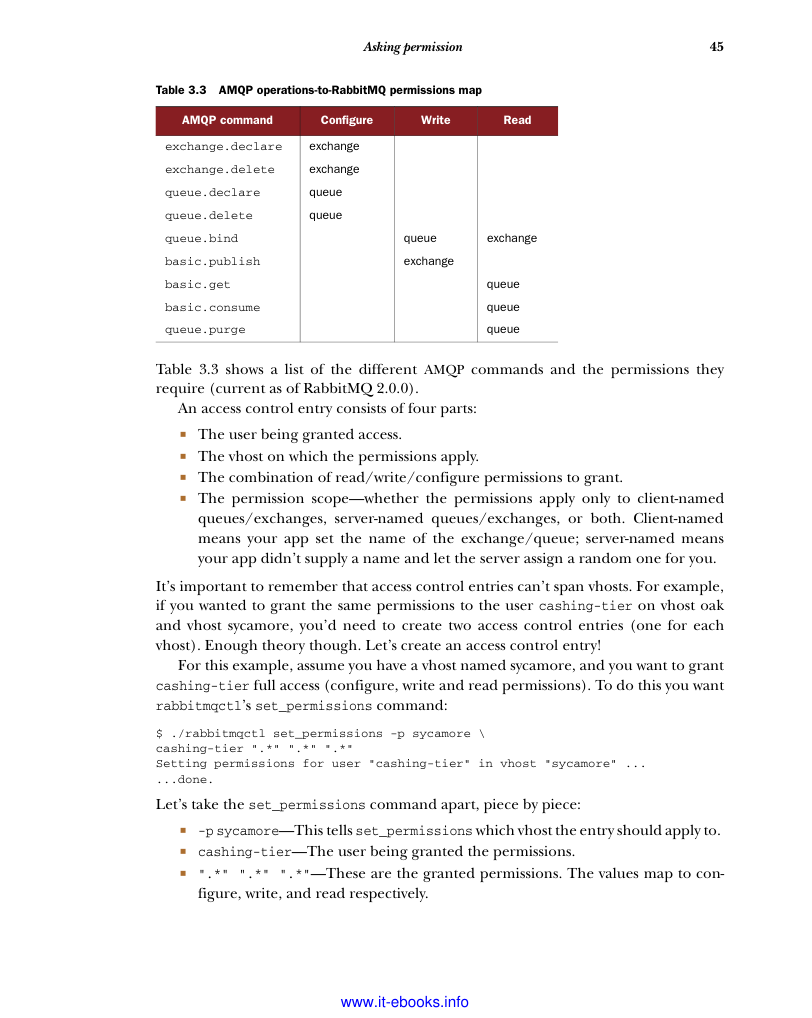 Asking permission 45
Table 3.3 AMQP operations-to-RabbitMQ permissions map
AMQP command Configure Write Read
exchange.declare exchange
exchange.delete exchange
queue.declare queue
queue.delete queue
queue.bind queue exchange
basic.publish exchange
basic.get queue
basic.consume queue
queue.purge queue
Table 3.3 shows a list of the different AMQP commands and the permissions they
require (current as of RabbitMQ 2.0.0).
An access control entry consists of four parts:
■ The user being granted access.
■ The vhost on which the permissions apply.
■ The combination of read/write/configure permissions to grant.
■ The permission scope—whether the permissions apply only to client-named
queues/exchanges, server-named queues/exchanges, or both. Client-named
means your app set the name of the exchange/queue; server-named means
your app didn't supply a name and let the server assign a random one for you.
It's important to remember that access control entries can't span vhosts. For example,
if you wanted to grant the same permissions to the user cashing-tier on vhost oak
and vhost sycamore, you'd need to create two access control entries (one for each
vhost). Enough theory though. Let's create an access control entry!
For this example, assume you have a vhost named sycamore, and you want to grant
cashing-tier full access (configure, write and read permissions). To do this you want
rabbitmqctl's set_permissions command:
$ ./rabbitmqctl set_permissions -p sycamore \
cashing-tier ".*" ".*" ".*"
Setting permissions for user "cashing-tier" in vhost "sycamore" ...
...done.
Let's take the set_permissions command apart, piece by piece:
■ -p sycamore—This tells set_permissions which vhost the entry should apply to.
■ cashing-tier—The user being granted the permissions.
■ ".*" ".*" ".*"—These are the granted permissions. The values map to con-
figure, write, and read respectively.
www.it-ebooks.info